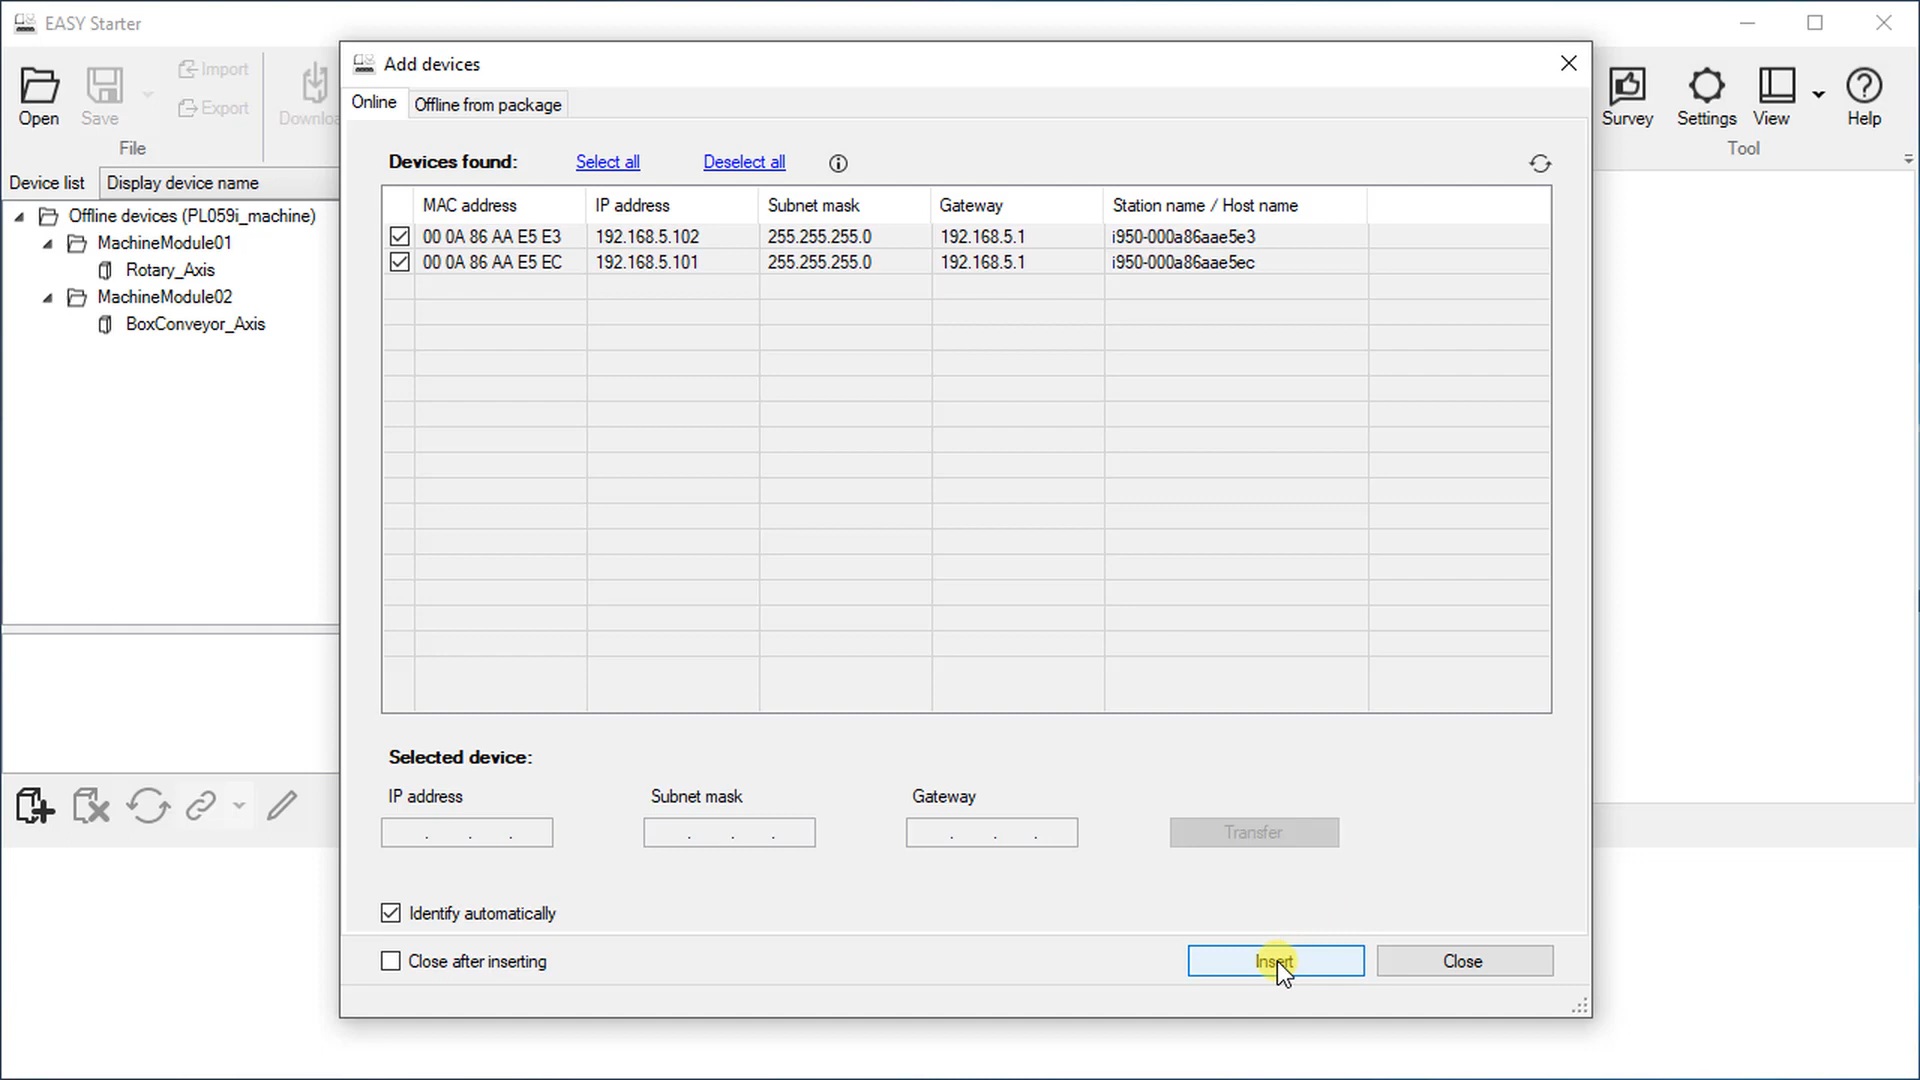 EASY Starter
Open
Save
Import
Export
Downloa
File
Survey
Settings
View
Help
Tool
Device list
Display device name
Offline devices (PL059i_machine)
MachineModule01
Rotary_Axis
MachineModule02
BoxConveyor_Axis
Add devices
Online
Offline from package
Devices found:
Select all
Deselect all
MAC address IP address Subnet mask Gateway Station name / Host name
00 0A 86 AA E5 E3 192.168.5.102 255.255.255.0 192.168.5.1 i950-000a86aae5e3
00 0A 86 AA E5 EC 192.168.5.101 255.255.255.0 192.168.5.1 i950-000a86aae5ec
Selected device:
IP address Subnet mask Gateway
. . . . . . . . . Transfer
Identify automatically
Close after inserting
Insert
Close